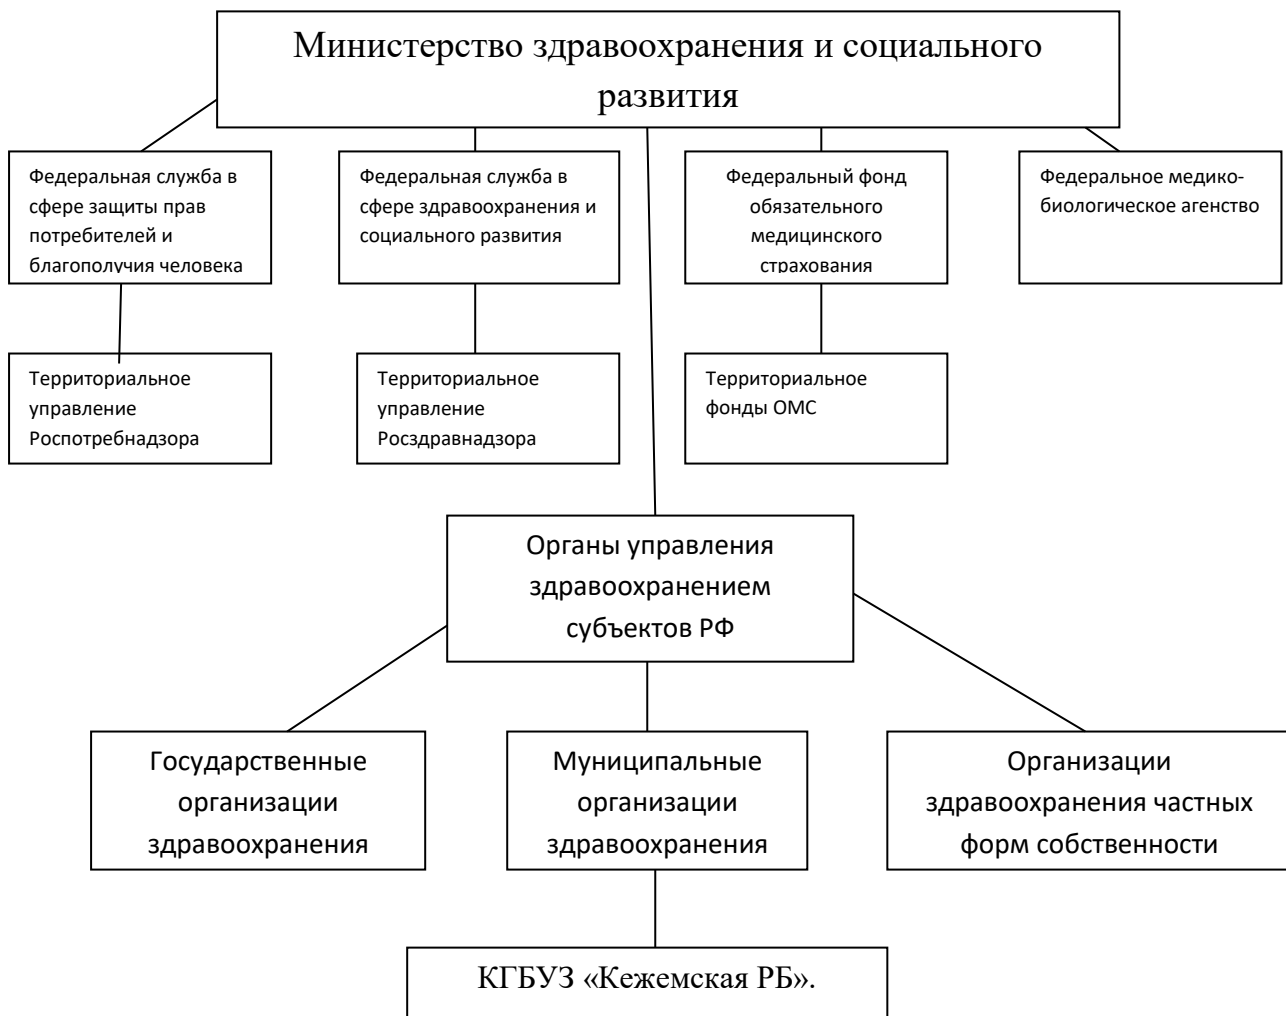 Министерство здравоохранения и социального
развития
Федеральная служба в
сфере защиты прав
потребителей и
благополучия человека
Федеральная служба в
сфере здравоохранения и
социального развития
Федеральный фонд
обязательного
медицинского
страхования
Федеральное медико-
биологическое агенство
Территориальное
управление
Роспотребнадзора
Территориальное
управление
Росздравнадзора
Территориальное
фонды ОМС
Органы управления
здравоохранением
субъектов РФ
Государственные
организации
здравоохранения
Муниципальные
организации
здравоохранения
Организации
здравоохранения частных
форм собственности
КГБУЗ «Кежемская РБ».